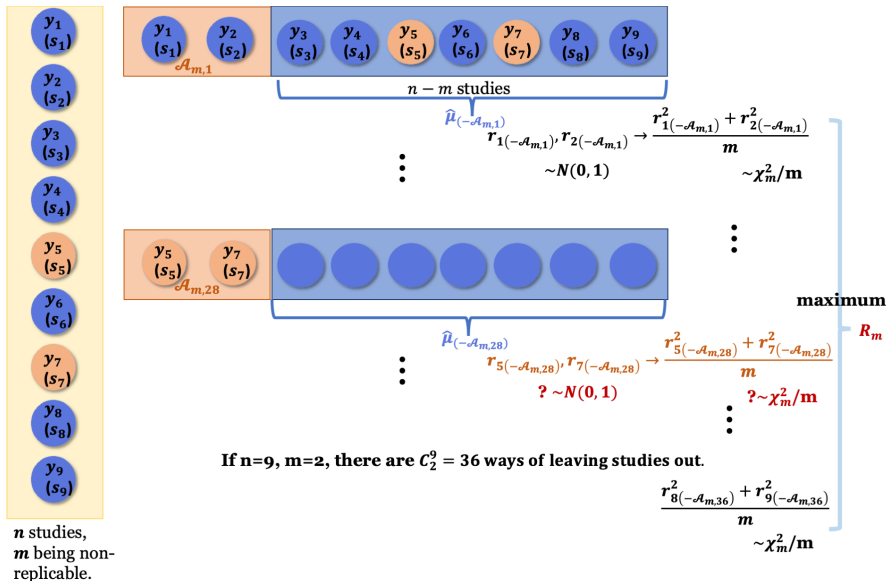 y₁
(s₁)
y₂
(s₂)
y₃
(s₃)
y₄
(s₄)
y₅
(s₅)
y₆
(s₆)
y₇
(s₇)
y₈
(s₈)
y₉
(s₉)
n studies,
m being non-
replicable.
y₁ y₂ y₃ y₄ y₅ y₆ y₇ y₈ y₉
(s₁) (s₂) (s₃) (s₄) (s₅) (s₆) (s₇) (s₈) (s₉)
𝒜ₘ,₁
n − m studies
μ̂(−𝒜ₘ,₁)
r₁(−𝒜ₘ,₁), r₂(−𝒜ₘ,₁) → (r²₁(−𝒜ₘ,₁) + r²₂(−𝒜ₘ,₁)) / m
~N(0, 1) ~χ²ₘ/m
⋮ ⋮
y₅ y₇
(s₅) (s₇)
𝒜ₘ,₂₈
μ̂(−𝒜ₘ,₂₈)
maximum
Rₘ
r₅(−𝒜ₘ,₂₈), r₇(−𝒜ₘ,₂₈) → (r²₅(−𝒜ₘ,₂₈) + r²₇(−𝒜ₘ,₂₈)) / m
? ~N(0, 1) ?~χ²ₘ/m
⋮ ⋮
If n=9, m=2, there are C₂⁹ = 36 ways of leaving studies out.
(r²₈(−𝒜ₘ,₃₆) + r²₉(−𝒜ₘ,₃₆)) / m
~χ²ₘ/m